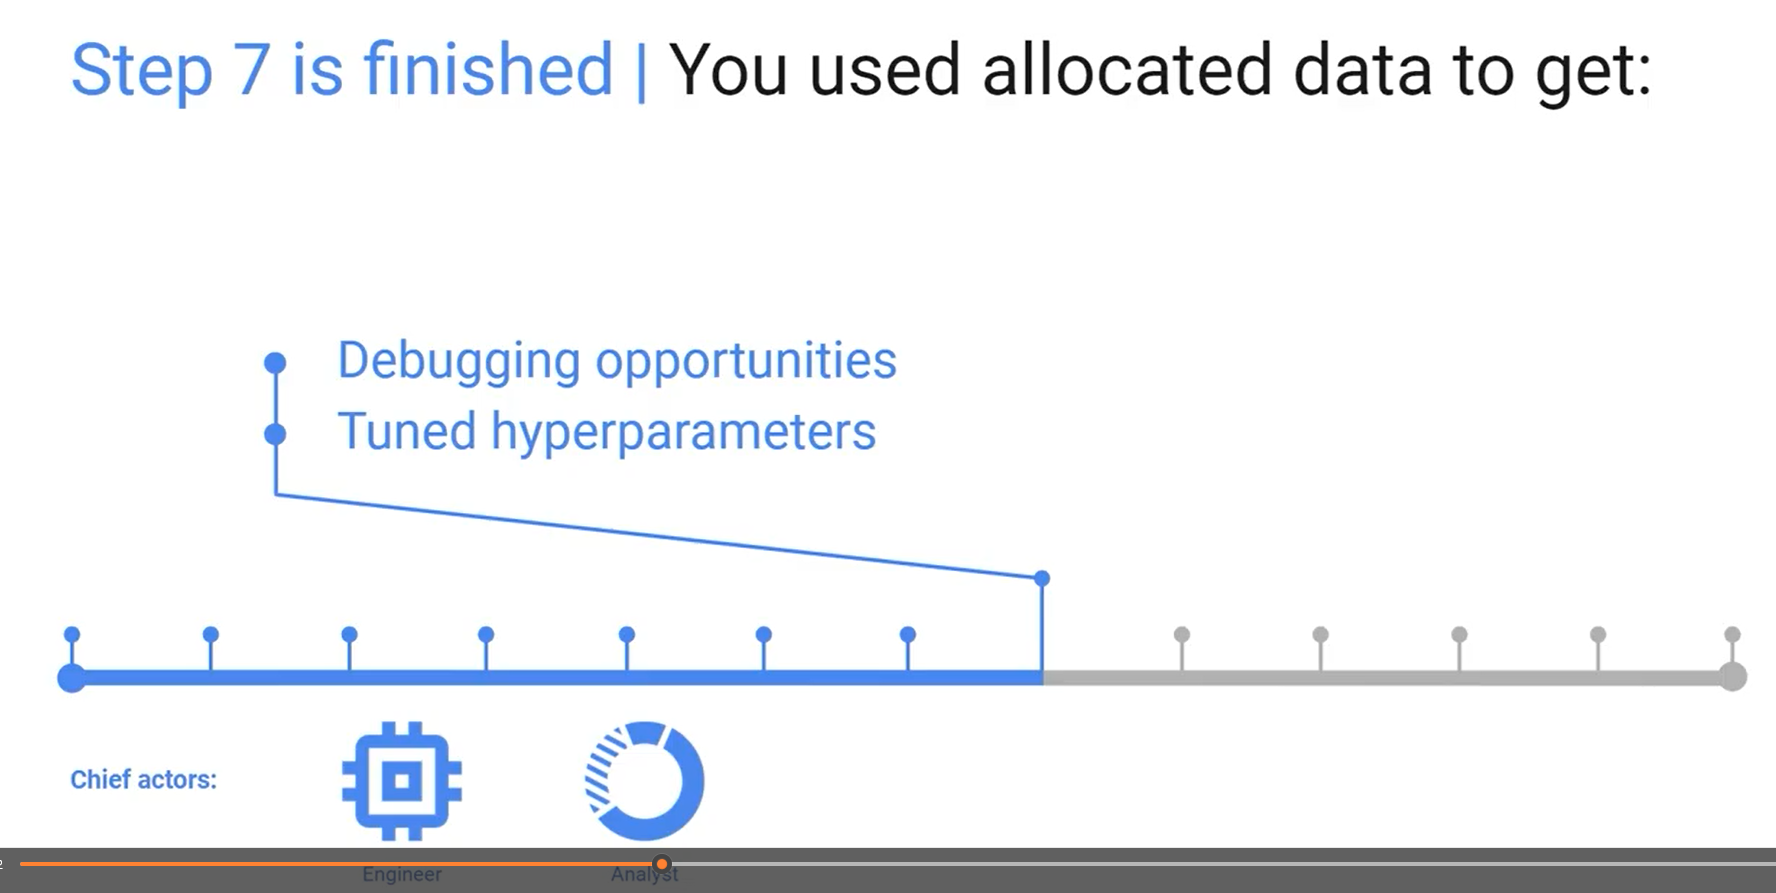 Step 7 is finished | You used allocated data to get:
Debugging opportunities
Tuned hyperparameters
Chief actors:
Engineer
Analyst